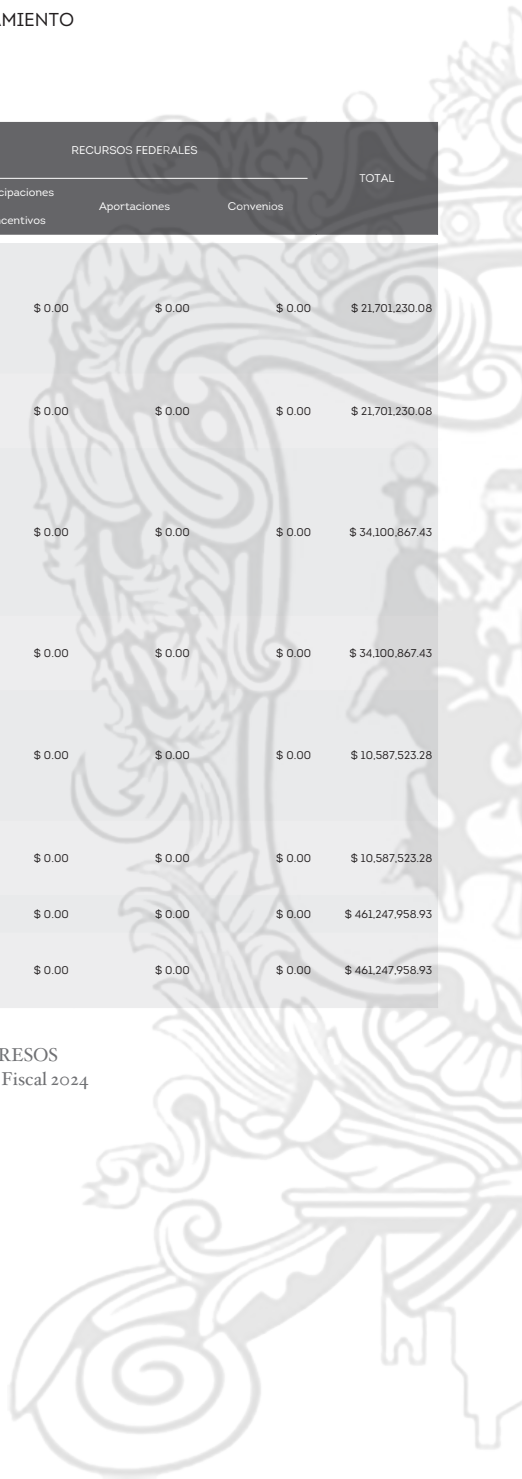 AMIENTO
RECURSOS FEDERALES
TOTAL
cipaciones
ncentivos
Aportaciones
Convenios
$ 0.00 $ 0.00 $ 0.00 $ 21,701,230.08
$ 0.00 $ 0.00 $ 0.00 $ 21,701,230.08
$ 0.00 $ 0.00 $ 0.00 $ 34,100,867.43
$ 0.00 $ 0.00 $ 0.00 $ 34,100,867.43
$ 0.00 $ 0.00 $ 0.00 $ 10,587,523.28
$ 0.00 $ 0.00 $ 0.00 $ 10,587,523.28
$ 0.00 $ 0.00 $ 0.00 $ 461,247,958.93
$ 0.00 $ 0.00 $ 0.00 $ 461,247,958.93
RESOS
Fiscal 2024